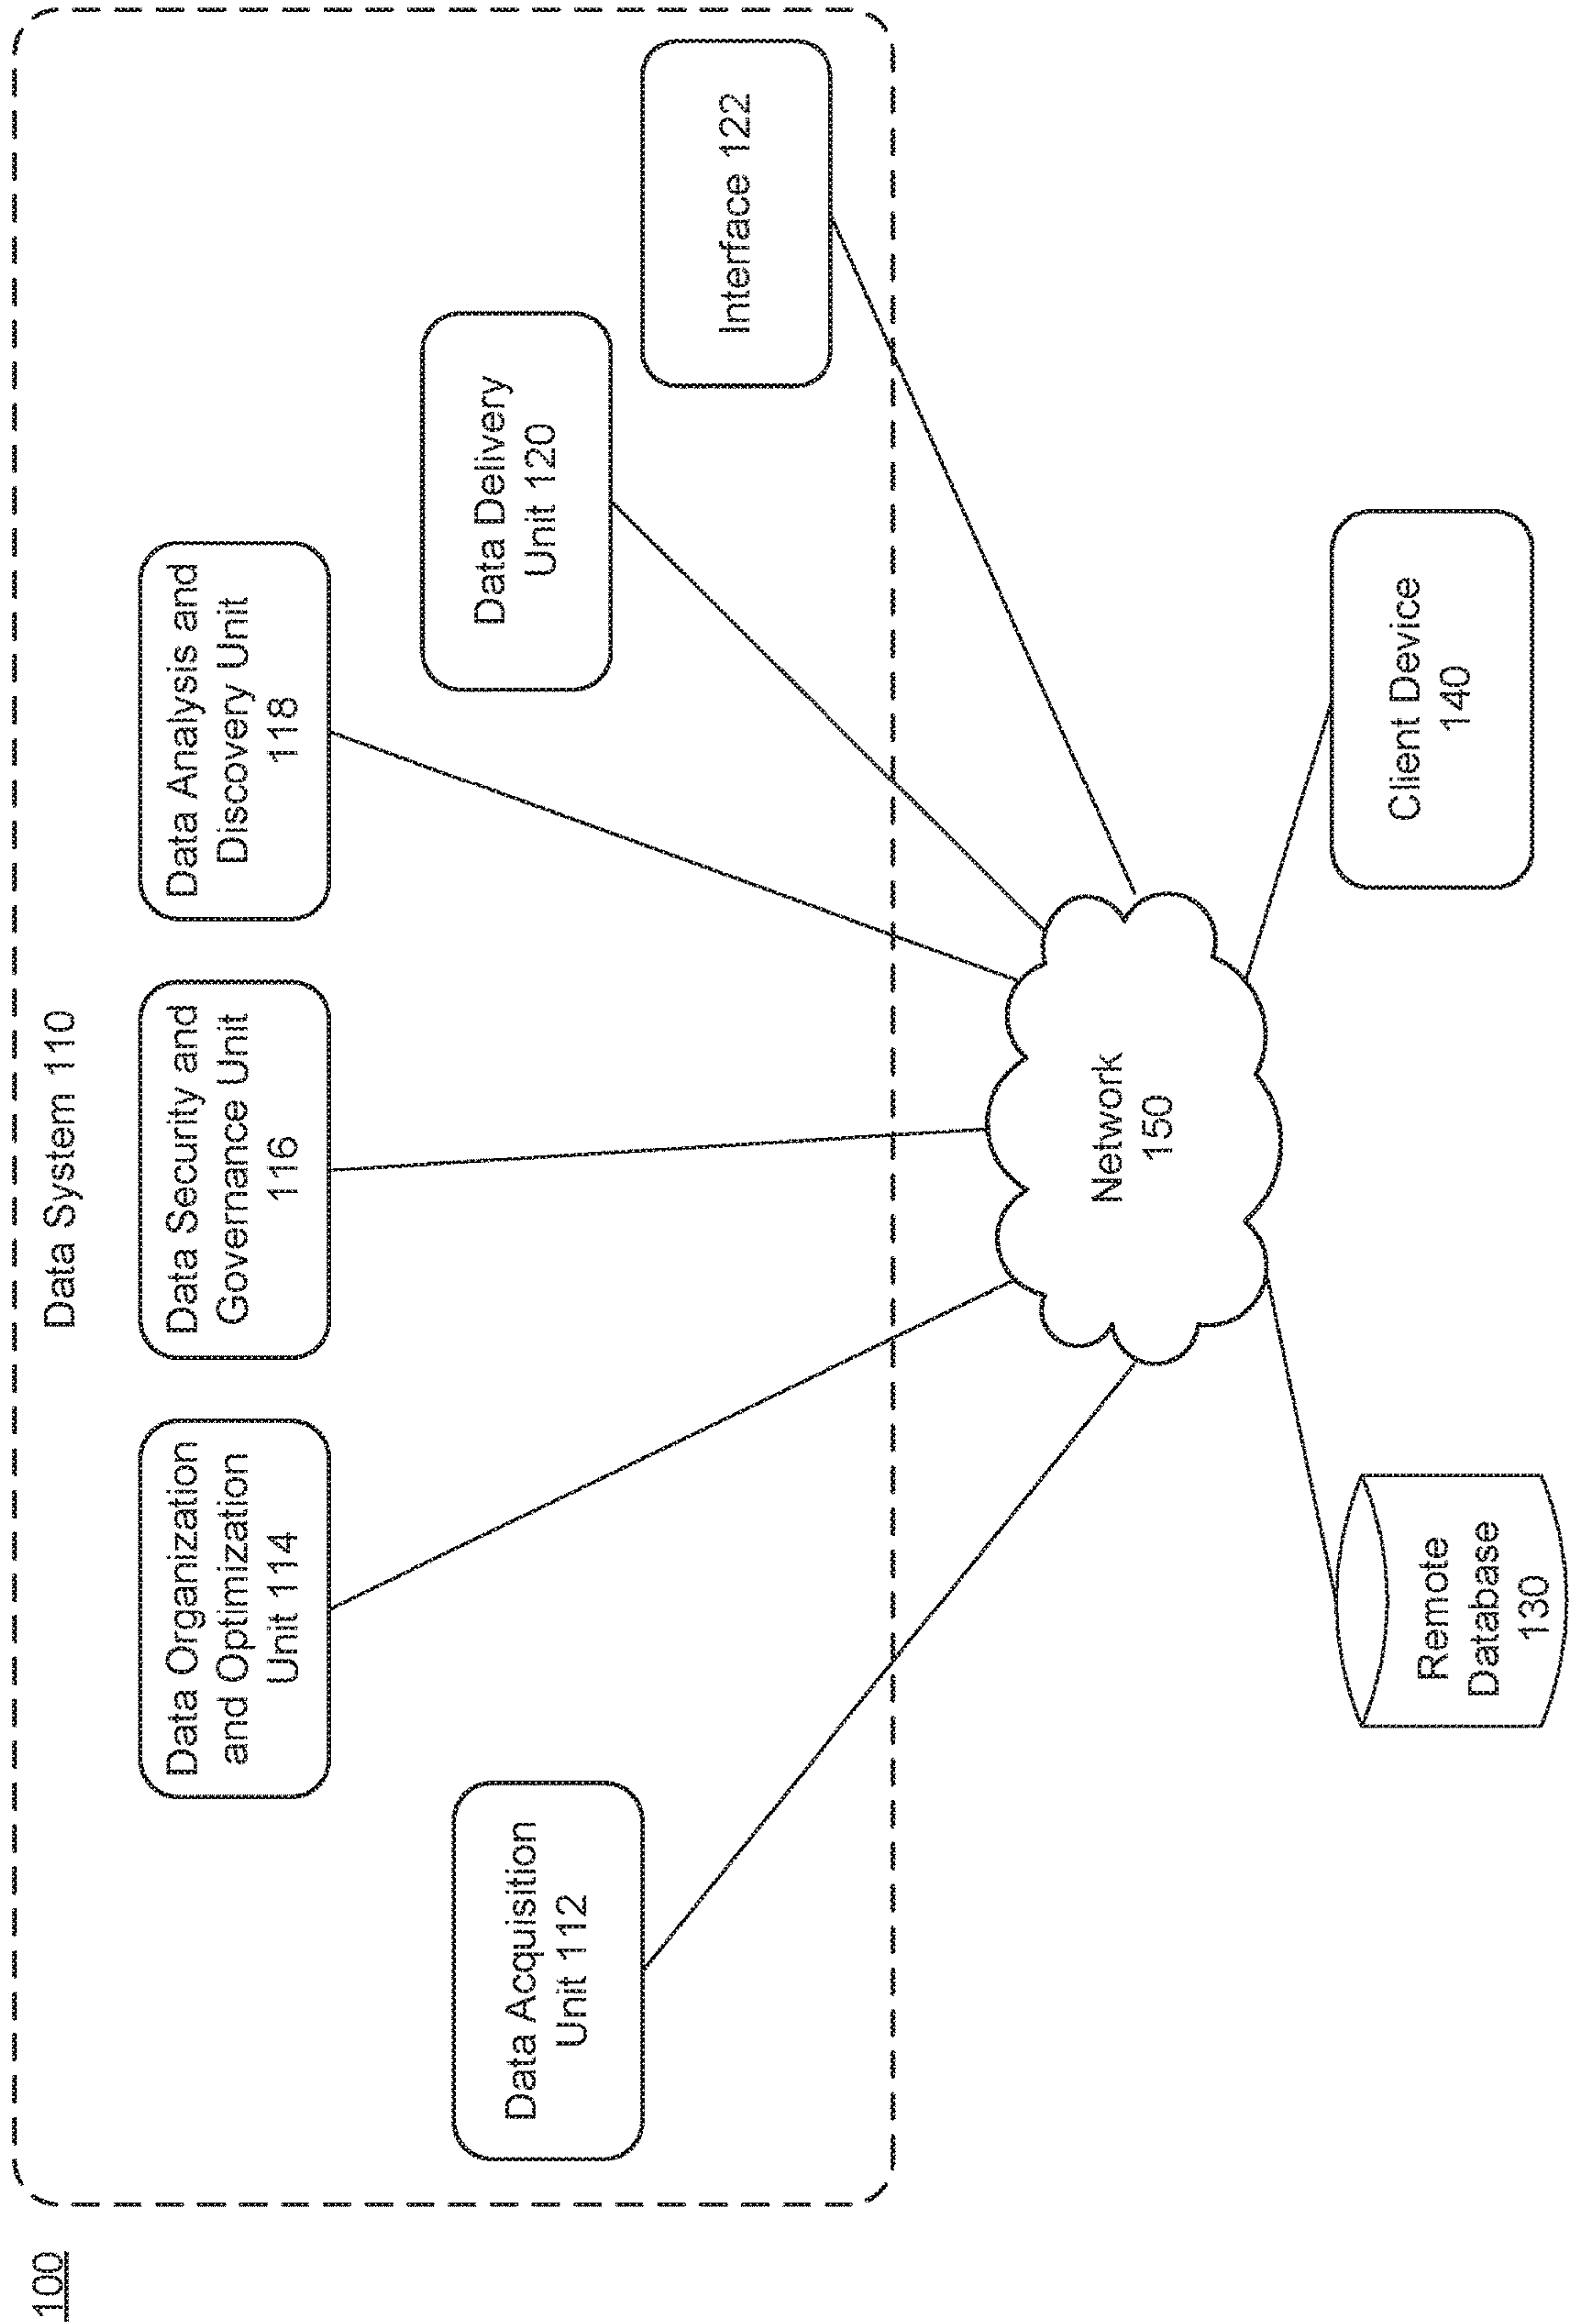 100
Data System 110
Data Organization
and Optimization
Unit 114
Data Security and
Governance Unit
116
Data Analysis and
Discovery Unit
118
Data Acquisition
Unit 112
Data Delivery
Unit 120
Interface 122
Network
150
Remote
Database
130
Client Device
140